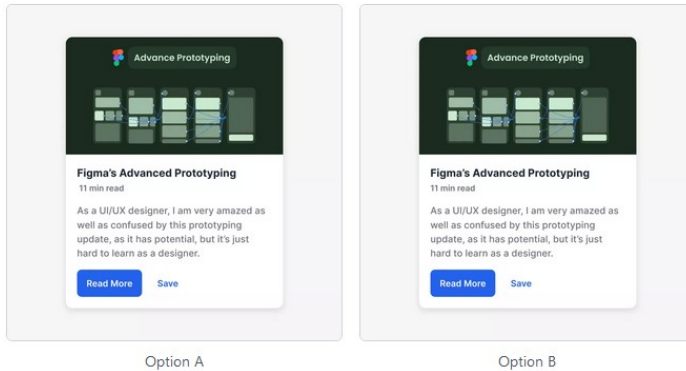 Advance Prototyping
Figma's Advanced Prototyping
11 min read
As a UI/UX designer, I am very amazed as
well as confused by this prototyping
update, as it has potential, but it's just
hard to learn as a designer.
Read More Save
Option A
Advance Prototyping
Figma's Advanced Prototyping
11 min read
As a UI/UX designer, I am very amazed as
well as confused by this prototyping
update, as it has potential, but it's just
hard to learn as a designer.
Read More Save
Option B